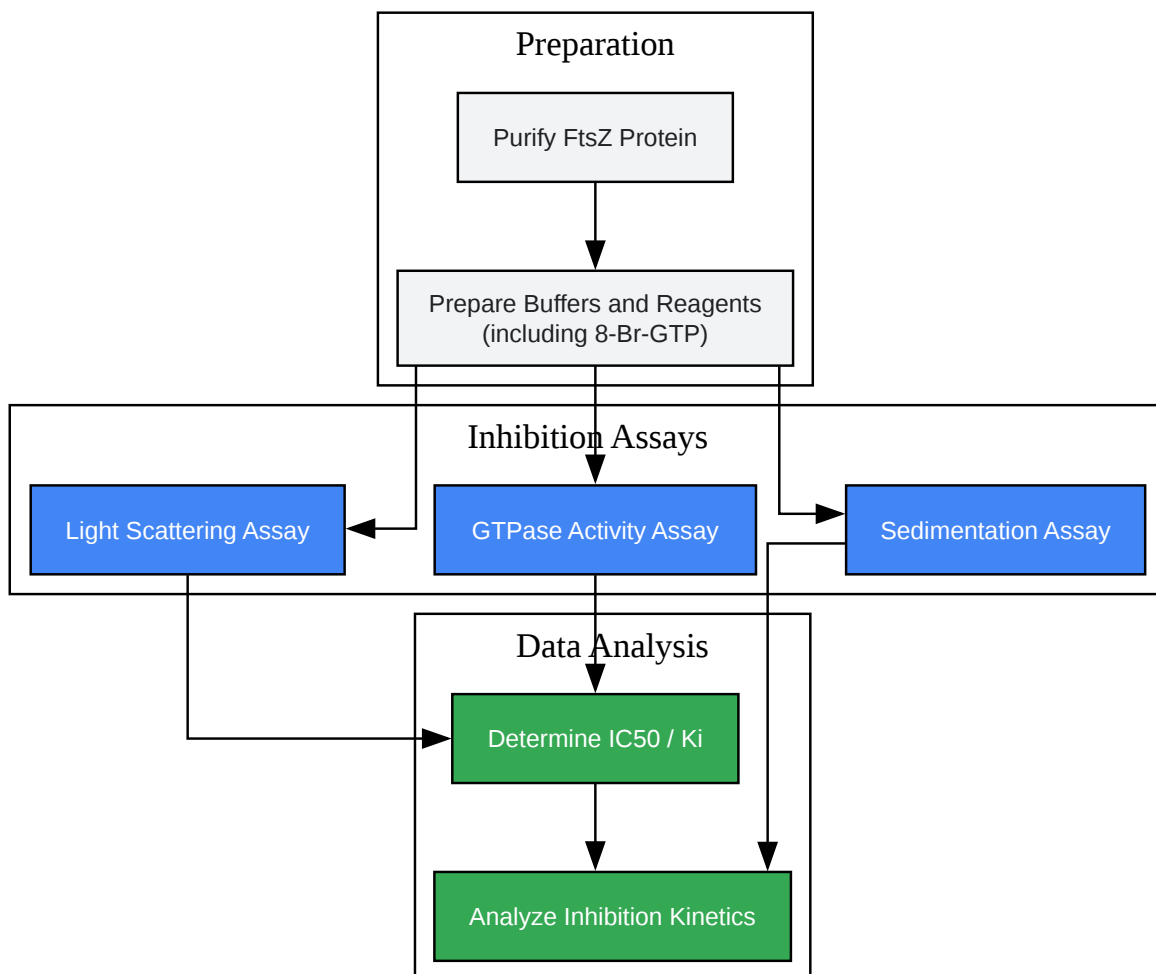 Preparation
Purify FtsZ Protein
Prepare Buffers and Reagents
(including 8-Br-GTP)
Inhibition Assays
Light Scattering Assay
GTPase Activity Assay
Sedimentation Assay
Data Analysis
Determine IC50 / Ki
Analyze Inhibition Kinetics